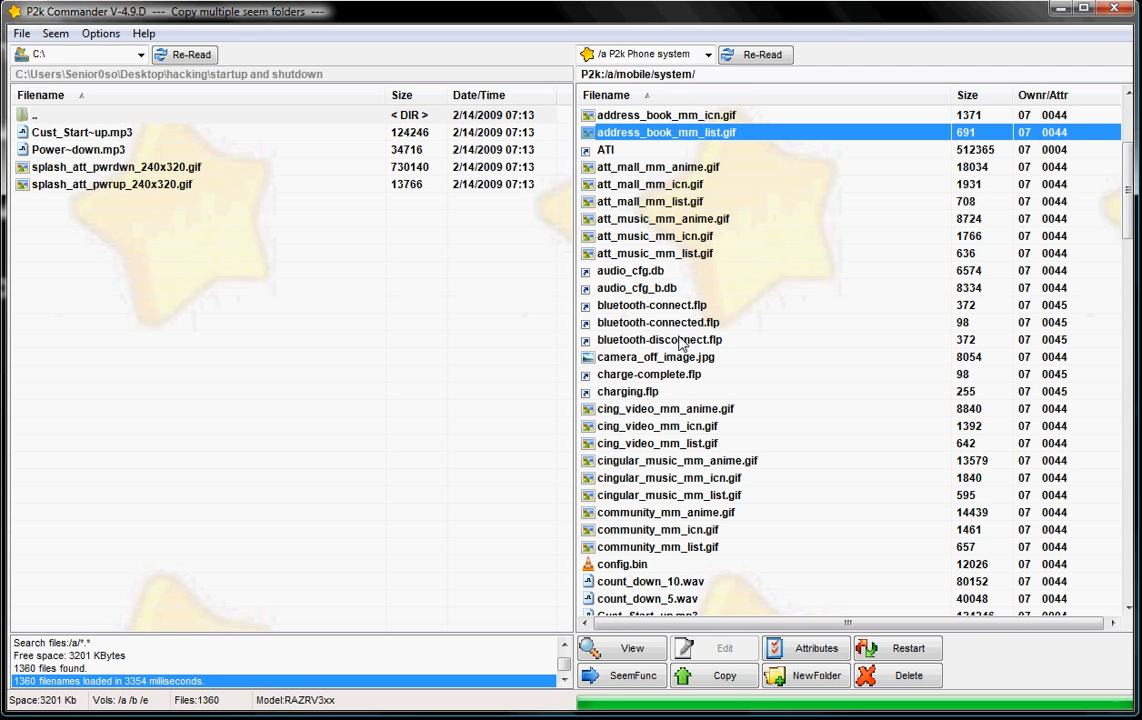 P2k Commander V-4.9.D --- Copy multiple seem folders ---
File Seem Options Help
C:\ Re-Read
C:\Users\Senior0so\Desktop\hacking\startup and shutdown
Filename Size Date/Time
.. < DIR > 2/14/2009 07:13
Cust_Start~up.mp3 124246 2/14/2009 07:13
Power~down.mp3 34716 2/14/2009 07:13
splash_att_pwrdwn_240x320.gif 730140 2/14/2009 07:13
splash_att_pwrup_240x320.gif 13766 2/14/2009 07:13
Search files:/a/*.*
Free space: 3201 KBytes
1360 files found.
1360 filenames loaded in 3354 milliseconds.
/a P2k Phone system Re-Read
P2k:/a/mobile/system/
Filename Size Ownr/Attr
address_book_mm_icn.gif 1371 07 0044
address_book_mm_list.gif 691 07 0044
ATI 512365 07 0004
att_mall_mm_anime.gif 18034 07 0044
att_mall_mm_icn.gif 1931 07 0044
att_mall_mm_list.gif 708 07 0044
att_music_mm_anime.gif 8724 07 0044
att_music_mm_icn.gif 1766 07 0044
att_music_mm_list.gif 636 07 0044
audio_cfg.db 6574 07 0044
audio_cfg_b.db 8334 07 0044
bluetooth-connect.flp 372 07 0045
bluetooth-connected.flp 98 07 0045
bluetooth-disconnect.flp 372 07 0045
camera_off_image.jpg 8054 07 0044
charge-complete.flp 98 07 0045
charging.flp 255 07 0045
cing_video_mm_anime.gif 8840 07 0044
cing_video_mm_icn.gif 1392 07 0044
cing_video_mm_list.gif 642 07 0044
cingular_music_mm_anime.gif 13579 07 0044
cingular_music_mm_icn.gif 1840 07 0044
cingular_music_mm_list.gif 595 07 0044
community_mm_anime.gif 14439 07 0044
community_mm_icn.gif 1461 07 0044
community_mm_list.gif 657 07 0044
config.bin 12026 07 0044
count_down_10.wav 80152 07 0044
count_down_5.wav 40048 07 0044
View Edit Attributes Restart
SeemFunc Copy NewFolder Delete
Space:3201 Kb Vols: /a /b /e Files:1360 Model:RAZRV3xx